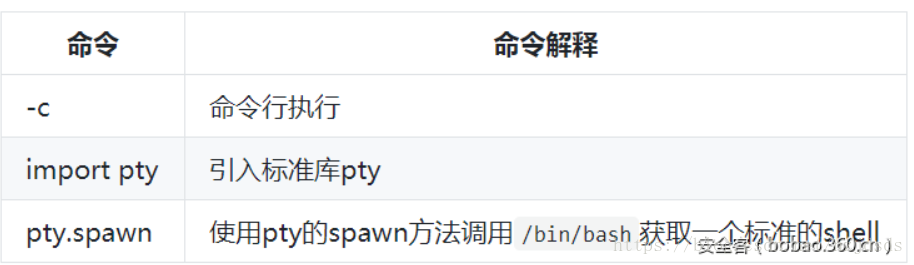 命令 命令解释
-c 命令行执行
import pty 引入标准库pty
pty.spawn 使用pty的spawn方法调用 /bin/bash 获取一个标准的shell
安全客 ( bobao.360.cn )